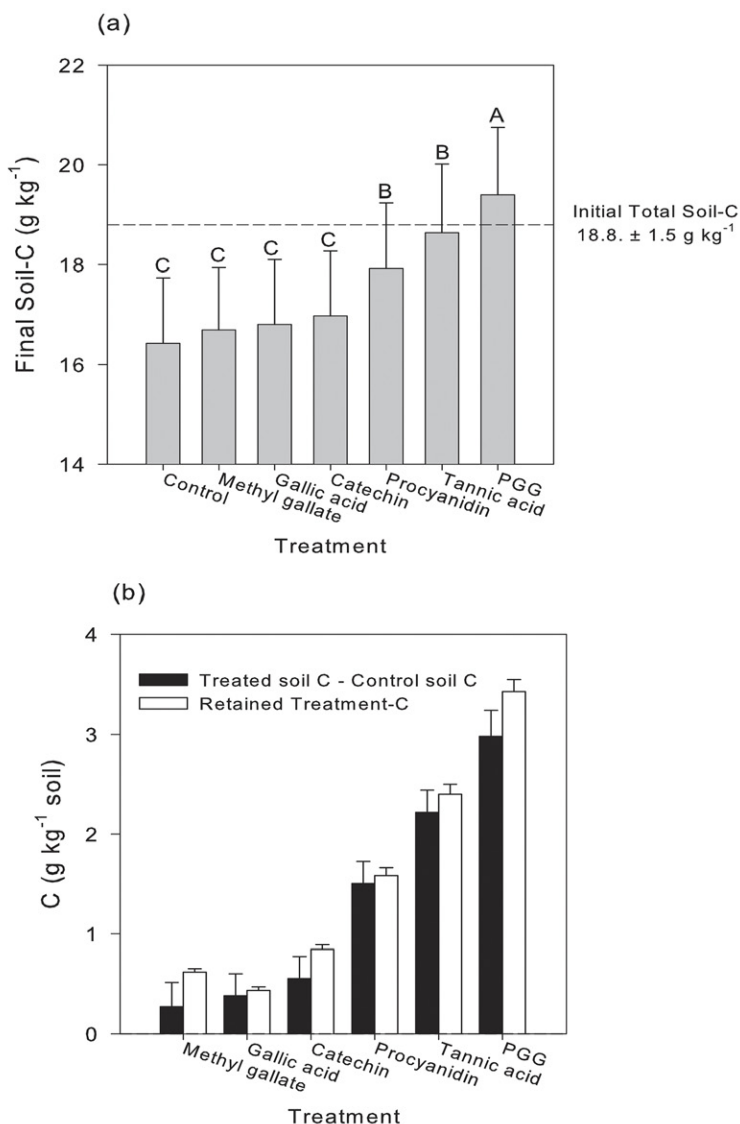 (a)
22
20
18
16
14
Final Soil-C (g kg⁻¹)
C
C
C
C
B
B
A
Initial Total Soil-C
18.8. ± 1.5 g kg⁻¹
Control
Methyl gallate
Gallic acid
Catechin
Procyanidin
Tannic acid
PGG
Treatment
(b)
4
3
2
1
0
C (g kg⁻¹ soil)
Treated soil C - Control soil C
Retained Treatment-C
Methyl gallate
Gallic acid
Catechin
Procyanidin
Tannic acid
PGG
Treatment